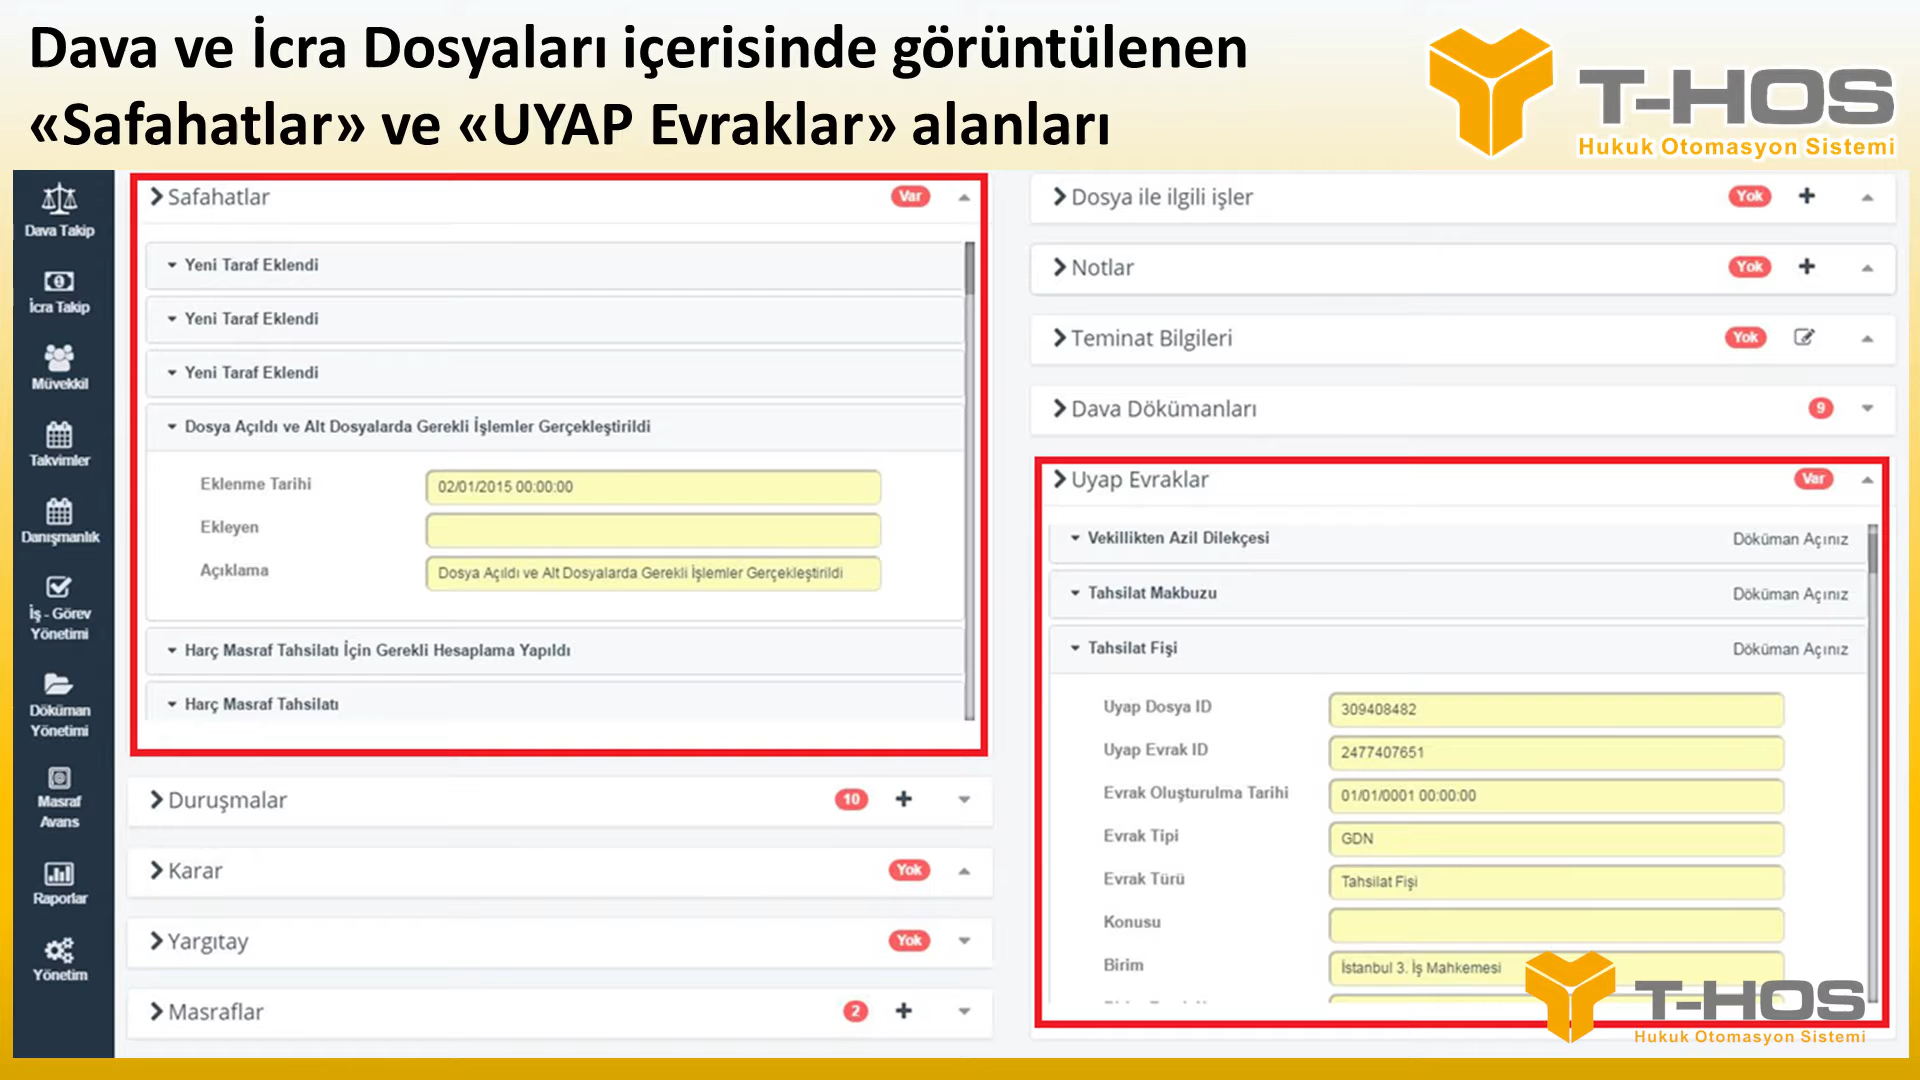 Dava ve İcra Dosyaları içerisinde görüntülenen
«Safahatlar» ve «UYAP Evraklar» alanları
T-HOS
Hukuk Otomasyon Sistemi
Dava Takip
İcra Takip
Müvekkil
Takvimler
Danışmanlık
İş - Görev
Yönetimi
Döküman
Yönetimi
Masraf
Avans
Raporlar
Yönetim
Safahatlar Var
Yeni Taraf Eklendi
Yeni Taraf Eklendi
Yeni Taraf Eklendi
Dosya Açıldı ve Alt Dosyalarda Gerekli İşlemler Gerçekleştirildi
Eklenme Tarihi 02/01/2015 00:00:00
Ekleyen
Açıklama Dosya Açıldı ve Alt Dosyalarda Gerekli İşlemler Gerçekleştirildi
Harç Masraf Tahsilatı İçin Gerekli Hesaplama Yapıldı
Harç Masraf Tahsilatı
Duruşmalar 10
Karar Yok
Yargıtay Yok
Masraflar 2
Dosya ile ilgili işler Yok
Notlar Yok
Teminat Bilgileri Yok
Dava Dökümanları 9
Uyap Evraklar Var
Vekillikten Azil Dilekçesi Döküman Açınız
Tahsilat Makbuzu Döküman Açınız
Tahsilat Fişi Döküman Açınız
Uyap Dosya ID 309408482
Uyap Evrak ID 2477407651
Evrak Oluşturulma Tarihi 01/01/0001 00:00:00
Evrak Tipi GDN
Evrak Türü Tahsilat Fişi
Konusu
Birim İstanbul 3. İş Mahkemesi
T-HOS
Hukuk Otomasyon Sistemi